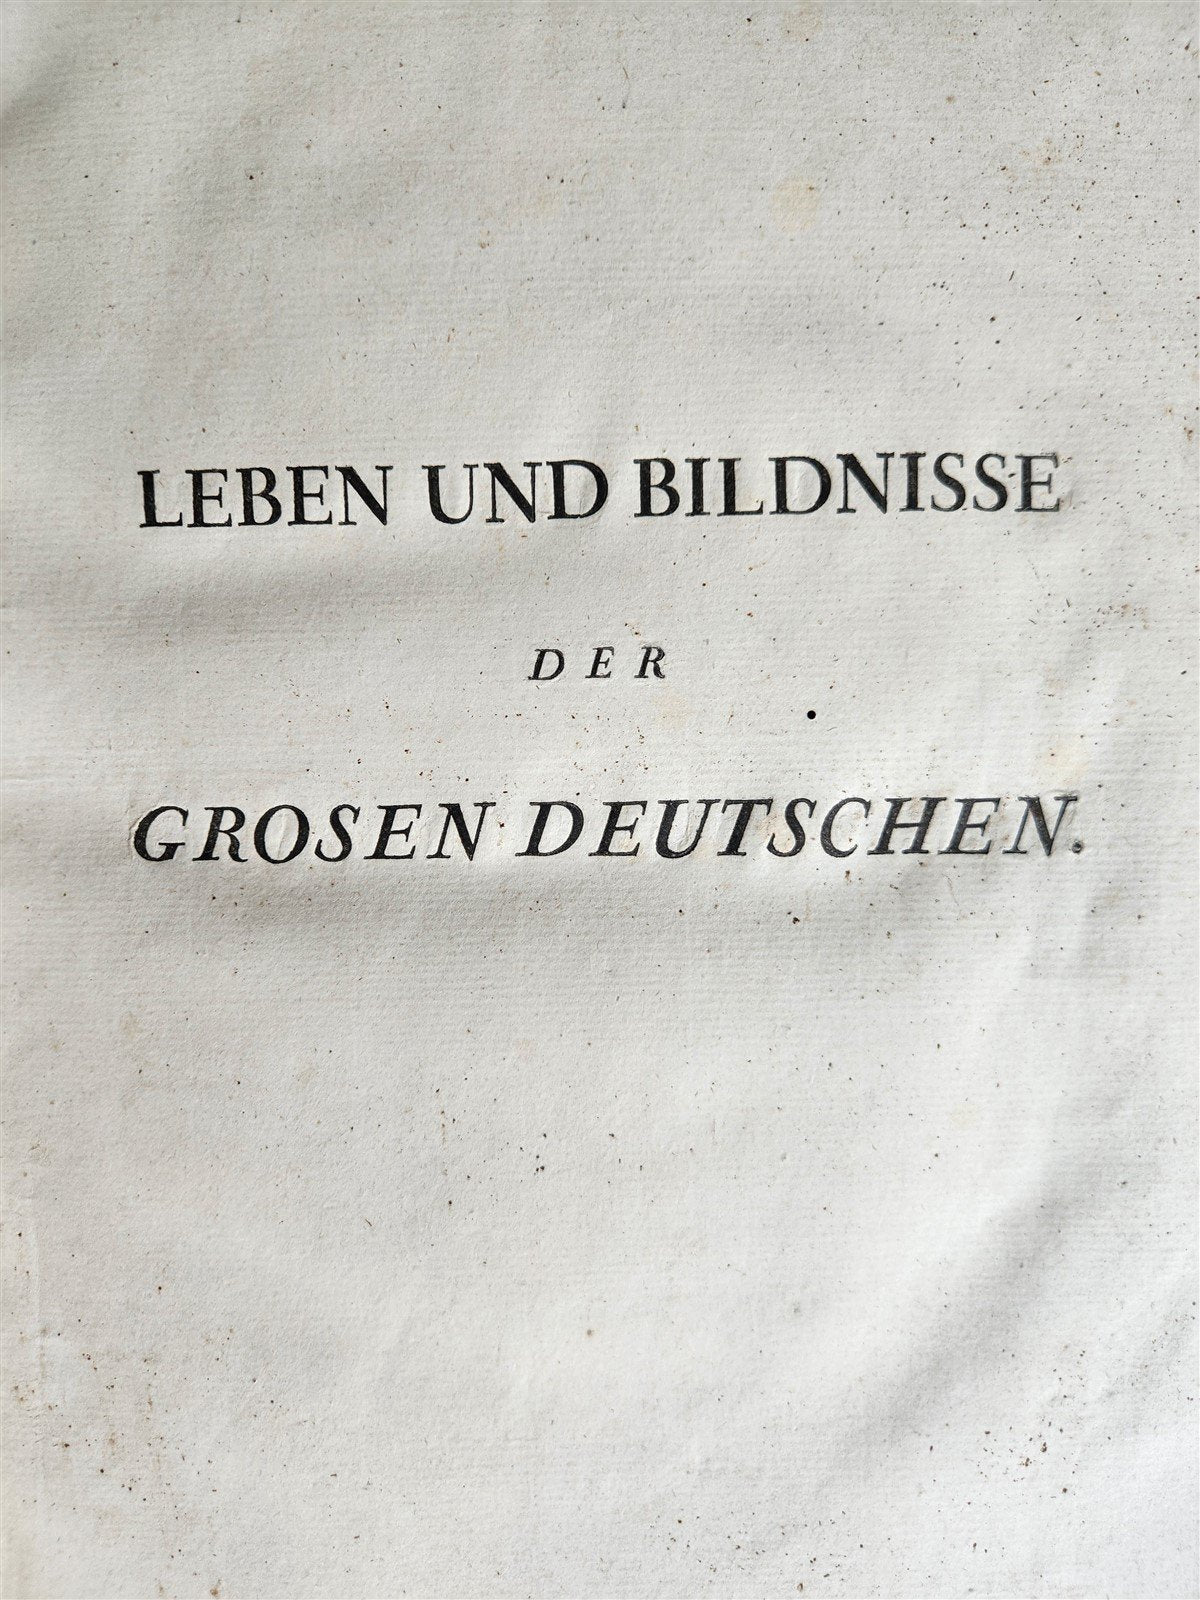 LEBEN UND BILDNISSE
DER
GROSEN DEUTSCHEN.